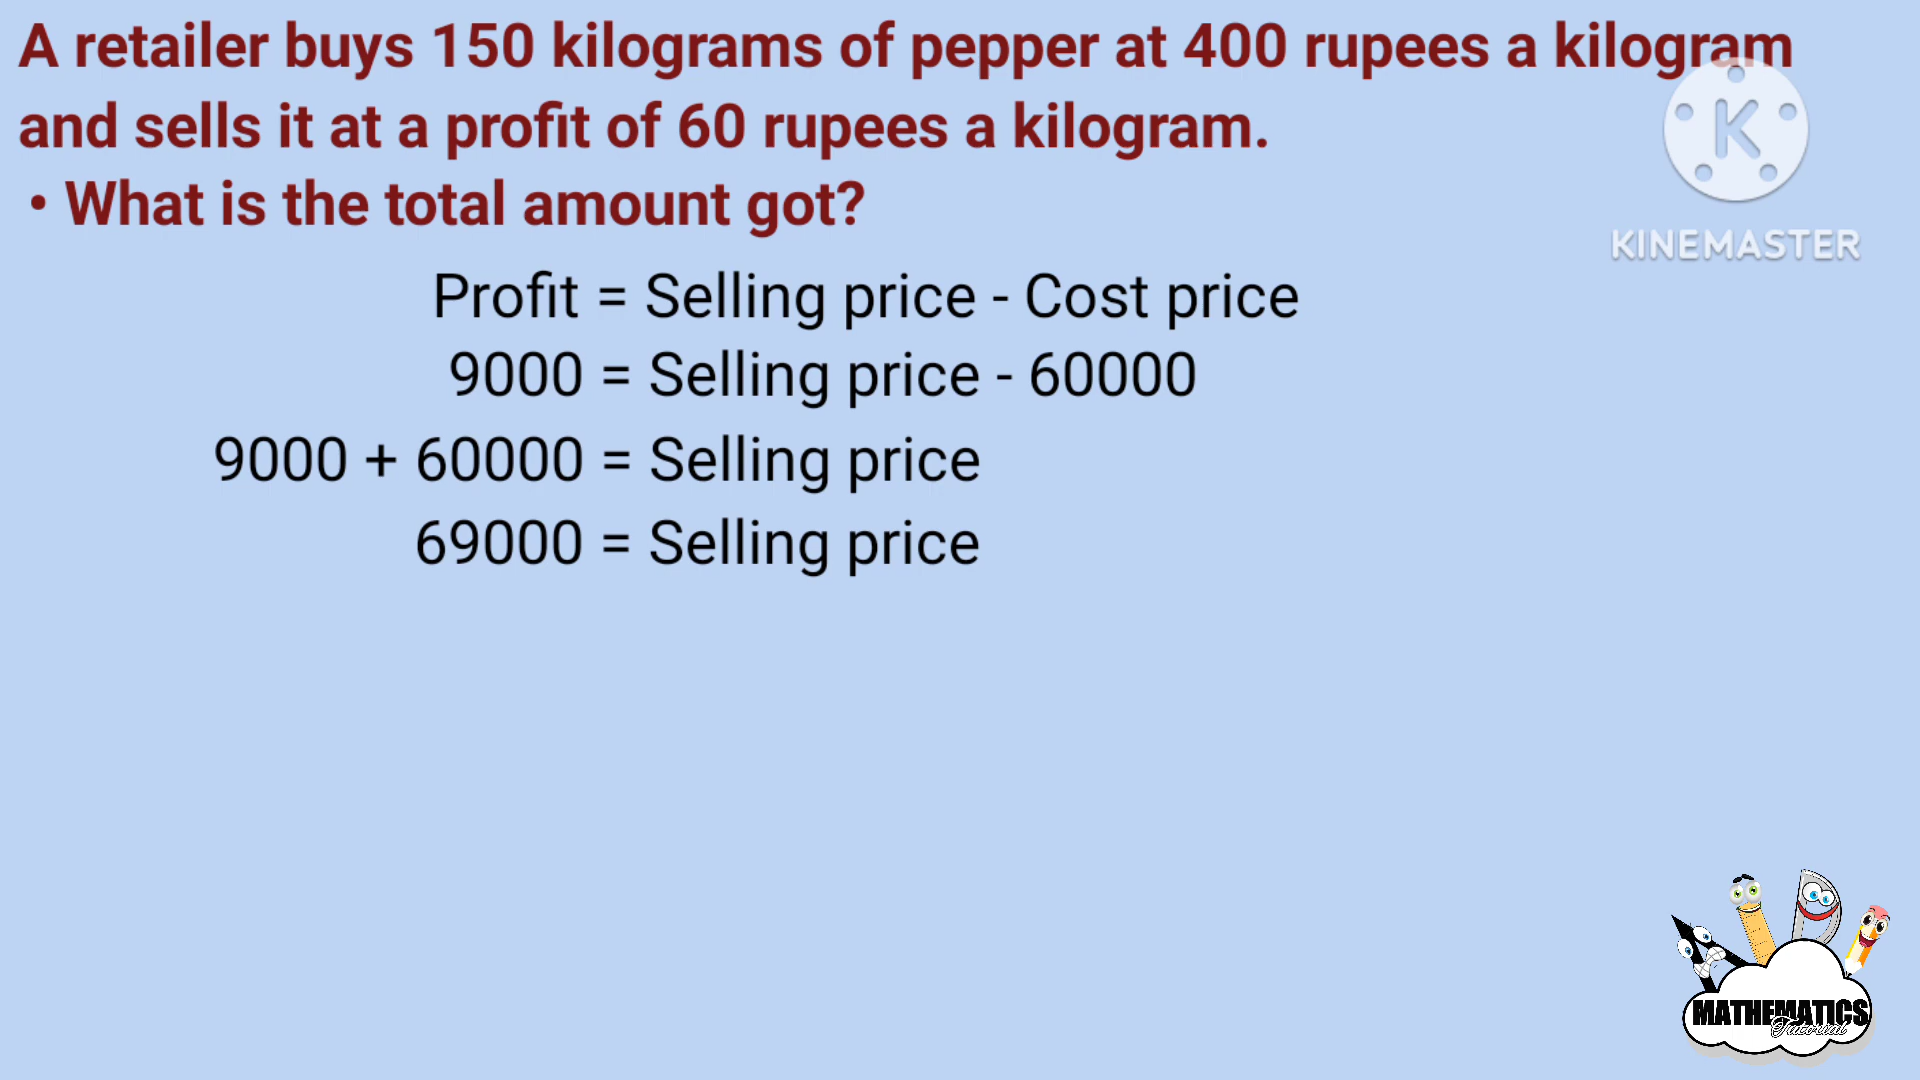 A retailer buys 150 kilograms of pepper at 400 rupees a kilogram
and sells it at a profit of 60 rupees a kilogram.
• What is the total amount got?
K
KINEMASTER
Profit = Selling price - Cost price
9000 = Selling price - 60000
9000 + 60000 = Selling price
69000 = Selling price
MATHEMATICS
Tutorial